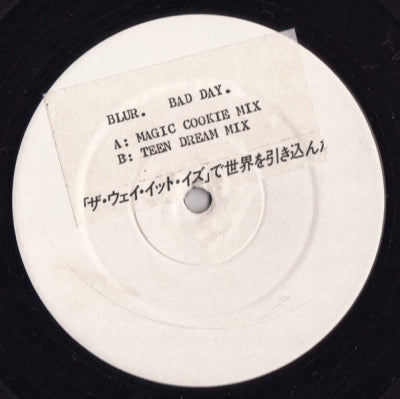 BLUR. BAD DAY.
A: MAGIC COOKIE MIX
B: TEEN DREAM MIX
「ザ・ウェイ・イット・イズ」で世界を引き込ん